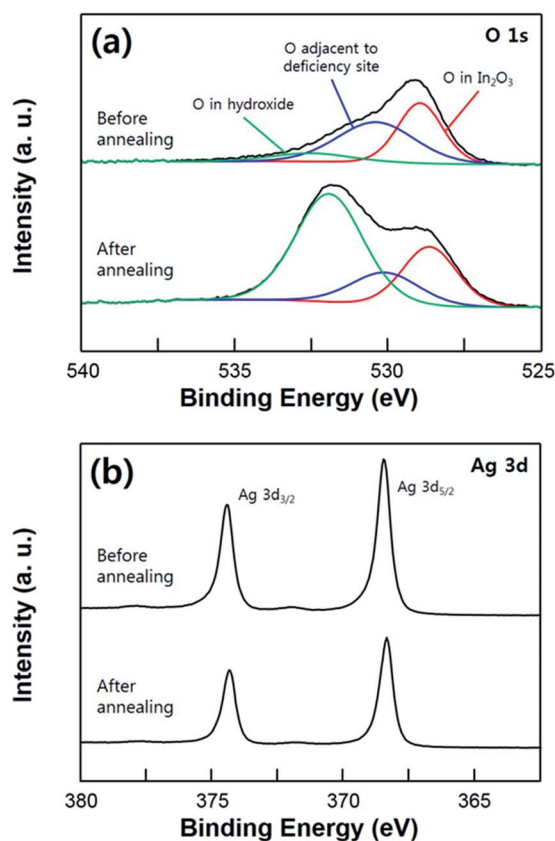 (a)
O 1s
O adjacent to
deficiency site
O in In₂O₃
O in hydroxide
Before
annealing
After
annealing
Intensity (a. u.)
540 535 530 525
Binding Energy (eV)
(b)
Ag 3d
Ag 3d₃/₂
Ag 3d₅/₂
Before
annealing
After
annealing
Intensity (a. u.)
380 375 370 365
Binding Energy (eV)